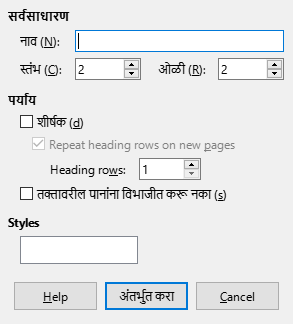 सर्वसाधारण
नाव (N):
स्तंभ (C): 2 ओळी (R): 2
पर्याय
शीर्षक (d)
Repeat heading rows on new pages
Heading rows: 1
तक्तावरील पानांना विभाजीत करू नका (s)
Styles
Help अंतर्भुत करा Cancel